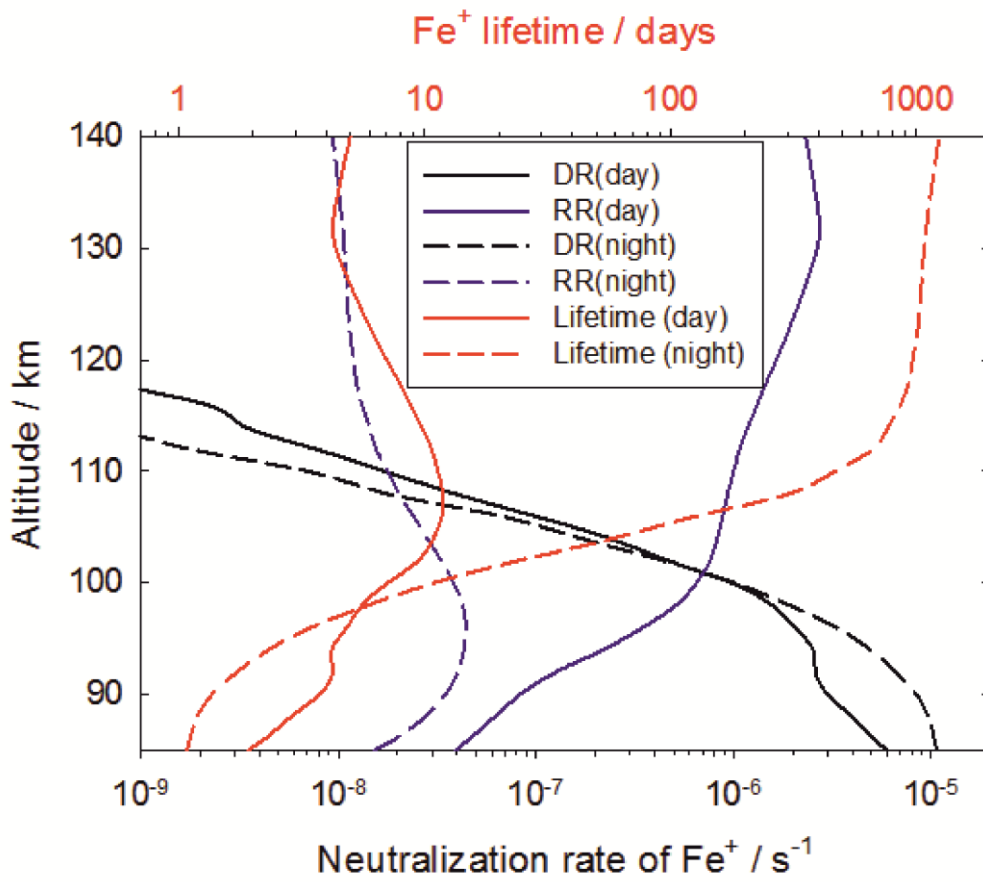 Fe⁺ lifetime / days
1 10 100 1000
140
130
120
110
100
90
Altitude / km
DR(day)
RR(day)
DR(night)
RR(night)
Lifetime (day)
Lifetime (night)
10⁻⁹ 10⁻⁸ 10⁻⁷ 10⁻⁶ 10⁻⁵
Neutralization rate of Fe⁺ / s⁻¹